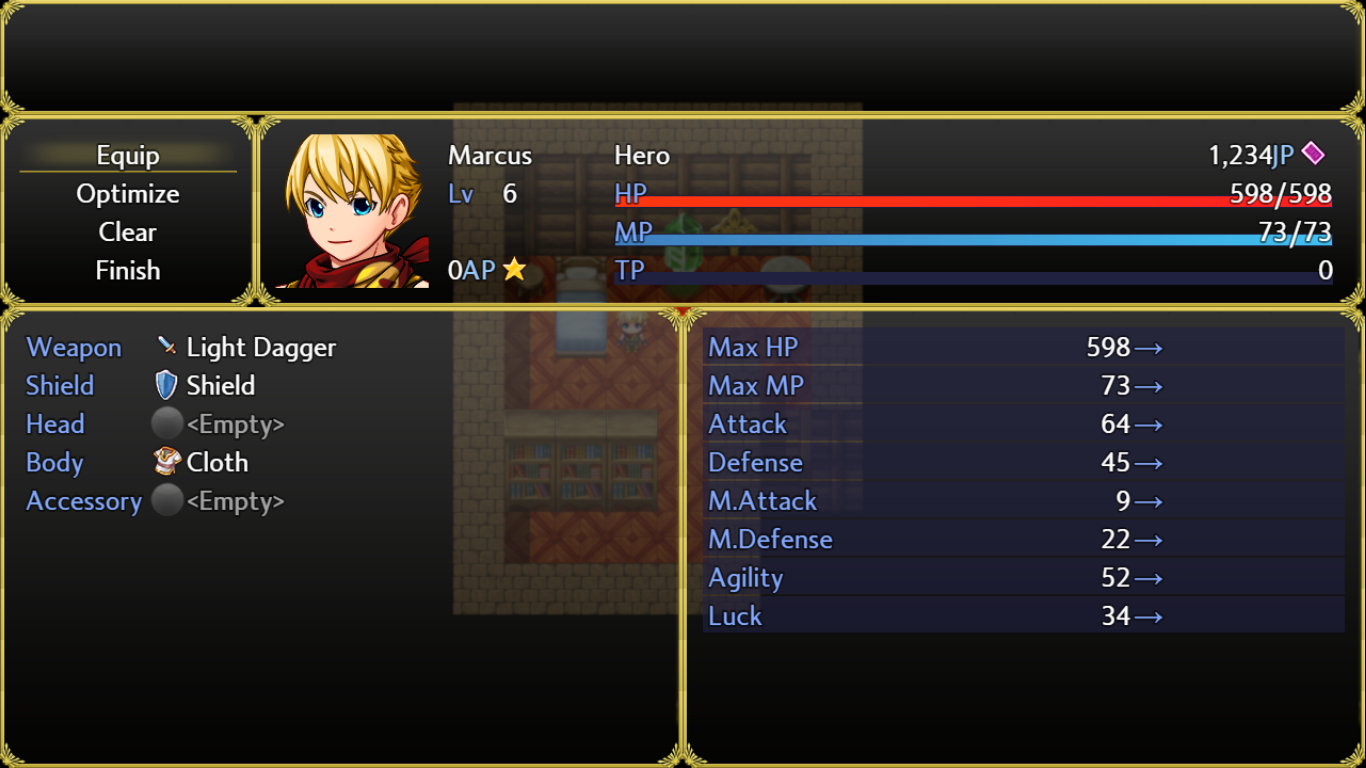 Equip
Optimize
Clear
Finish
Marcus Hero 1,234JP
Lv 6 HP 598/598
MP 73/73
0AP TP 0
Weapon Light Dagger
Shield Shield
Head <Empty>
Body Cloth
Accessory <Empty>
Max HP 598→
Max MP 73→
Attack 64→
Defense 45→
M.Attack 9→
M.Defense 22→
Agility 52→
Luck 34→